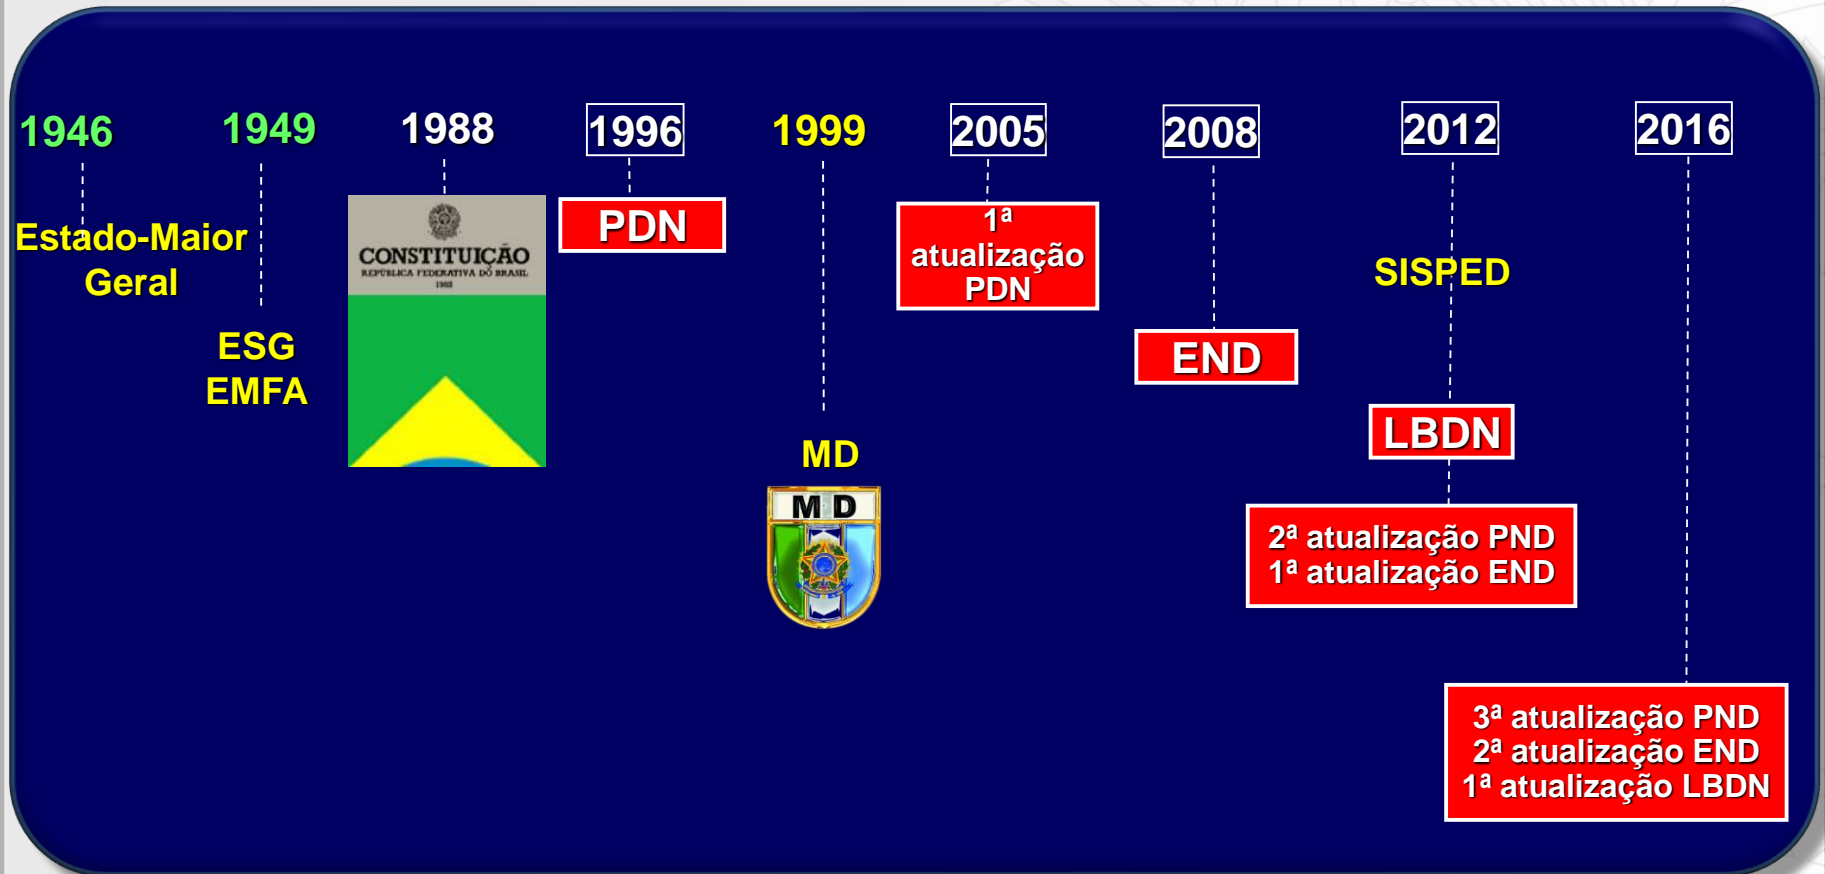 1946
1949
1988
1996
1999
2005
2008
2012
2016
Estado-Maior
Geral
ESG
EMFA
CONSTITUIÇÃO
REPÚBLICA FEDERATIVA DO BRASIL
1988
PDN
MD
M D
1ª
atualização
PDN
END
SISPED
LBDN
2ª atualização PND
1ª atualização END
3ª atualização PND
2ª atualização END
1ª atualização LBDN